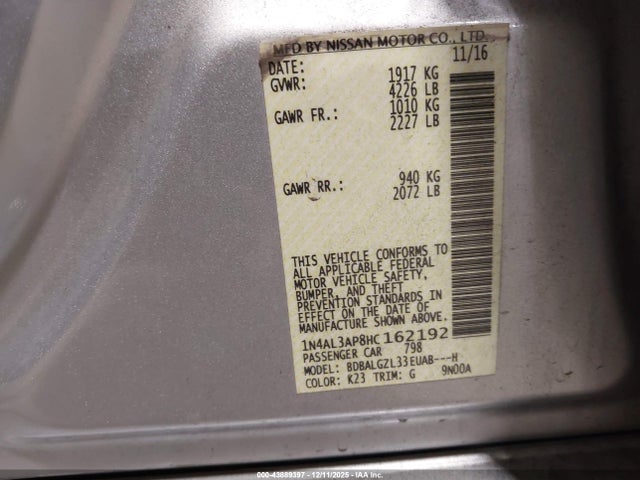 MFD BY NISSAN MOTOR CO., LTD.
DATE: 11/16
GVWR: 1917 KG
4226 LB
GAWR FR.: 1010 KG
2227 LB
GAWR RR.: 940 KG
2072 LB
THIS VEHICLE CONFORMS TO
ALL APPLICABLE FEDERAL
MOTOR VEHICLE SAFETY,
BUMPER, AND THEFT
PREVENTION STANDARDS IN
EFFECT ON THE DATE OF
MANUFACTURE SHOWN ABOVE.
1N4AL3AP8HC162192
PASSENGER CAR 798
MODEL: BDBALGZL33EUAB---H
COLOR: K23 TRIM: G 9N00A
00-43889397 - 12/11/2025 - IAA Inc.